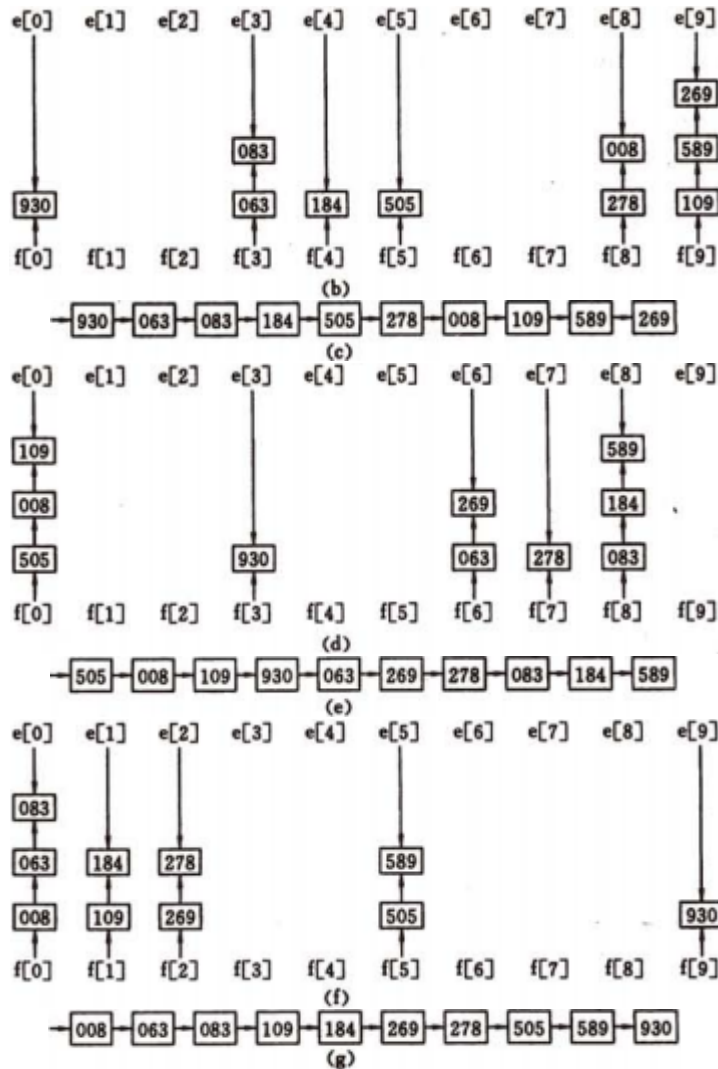 e[0] e[1] e[2] e[3] e[4] e[5] e[6] e[7] e[8] e[9]
269
083 008 589
930 063 184 505 278 109
f[0] f[1] f[2] f[3] f[4] f[5] f[6] f[7] f[8] f[9]
(b)
930 063 083 184 505 278 008 109 589 269
(c)
e[0] e[1] e[2] e[3] e[4] e[5] e[6] e[7] e[8] e[9]
109 589
008 269 184
505 930 063 278 083
f[0] f[1] f[2] f[3] f[4] f[5] f[6] f[7] f[8] f[9]
(d)
505 008 109 930 063 269 278 083 184 589
(e)
e[0] e[1] e[2] e[3] e[4] e[5] e[6] e[7] e[8] e[9]
083
063 184 278 589
008 109 269 505 930
f[0] f[1] f[2] f[3] f[4] f[5] f[6] f[7] f[8] f[9]
(f)
008 063 083 109 184 269 278 505 589 930
(g)